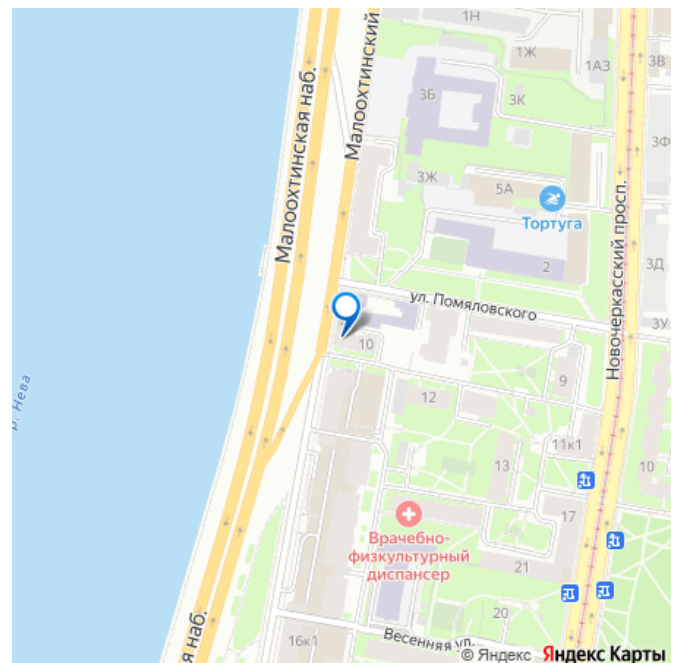 1Н
1Ж
1АЗ
3В
Малоохтинская наб.
Малоохтинский
3Б
3К
3Ф
3Ж
5А
Тортуга
Новочеркасский просп.
2
3Д
ул. Помяловского
3У
10
9
р. Нева
12
11к1
13
10
17
Врачебно-
физкультурный
диспансер
21
20
ая наб.
16к1
Весенняя ул.
© Яндекс Яндекс Карты